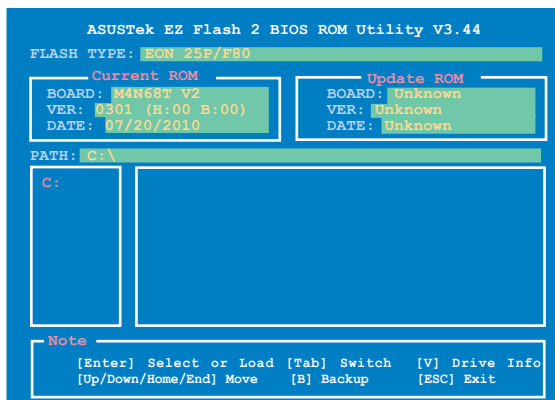 ASUSTek EZ Flash 2 BIOS ROM Utility V3.44
FLASH TYPE: EON 25P/F80
Current ROM
BOARD: M4N68T V2
VER: 0301 (H:00 B:00)
DATE: 07/20/2010
Update ROM
BOARD: Unknown
VER: Unknown
DATE: Unknown
PATH: C:\
C:
Note
[Enter] Select or Load [Tab] Switch [V] Drive Info
[Up/Down/Home/End] Move [B] Backup [ESC] Exit